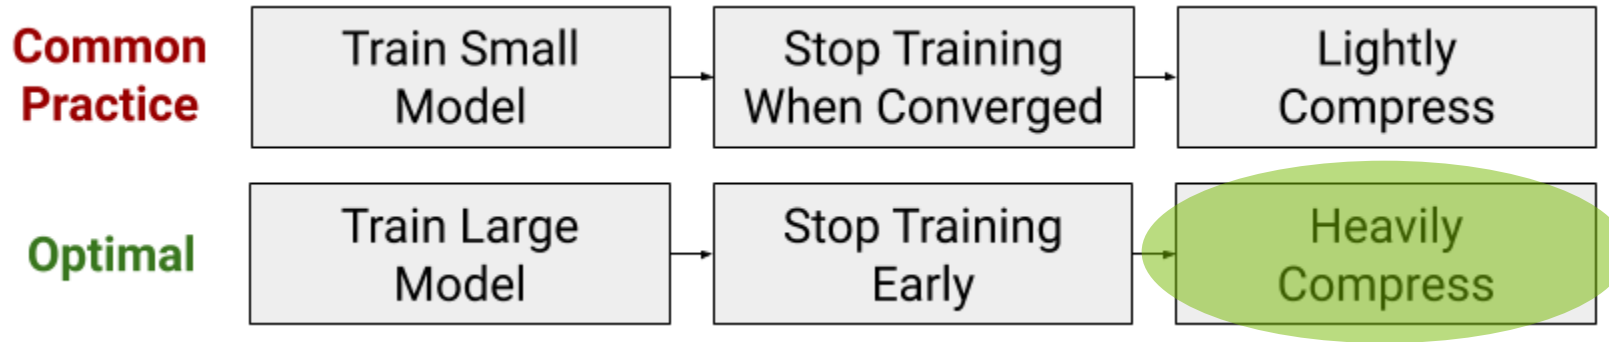 Common
Practice
Train Small
Model
Stop Training
When Converged
Lightly
Compress
Optimal
Train Large
Model
Stop Training
Early
Heavily
Compress